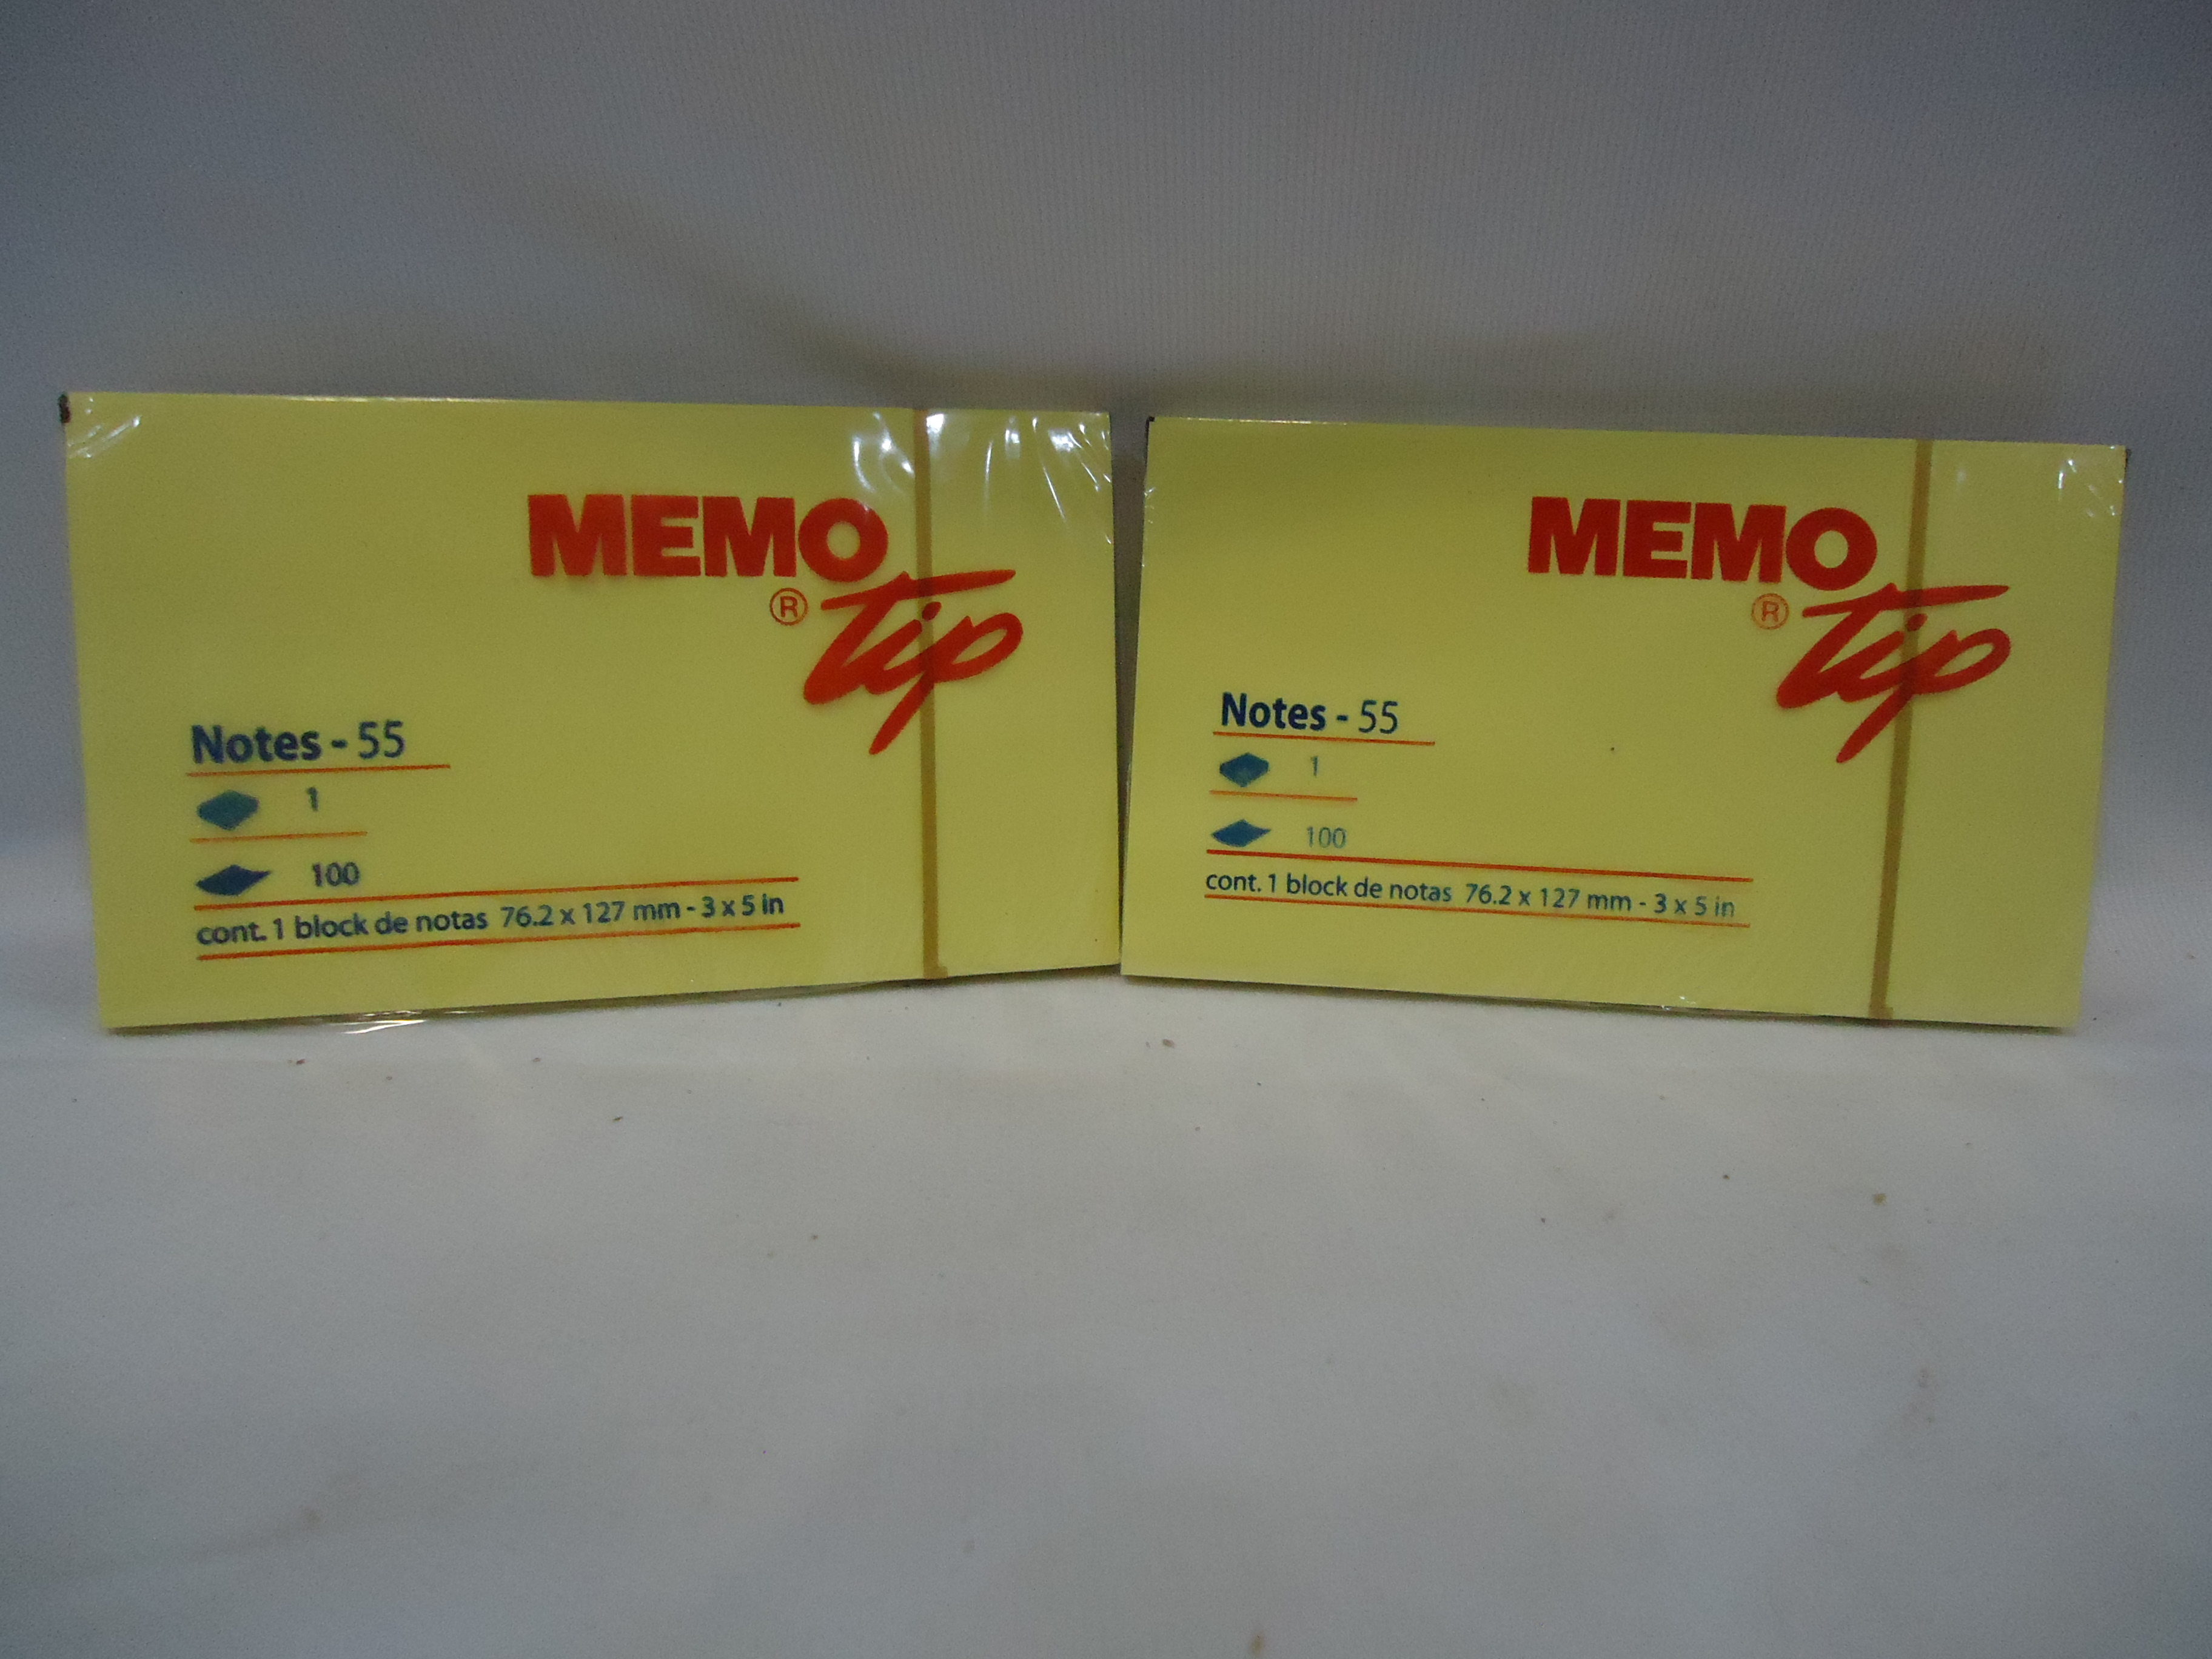 MEMO
® Tip
Notes - 55
1
100
cont. 1 block de notas 76.2 x 127 mm - 3 x 5 in
MEMO
® Tip
Notes - 55
1
100
cont. 1 block de notas 76.2 x 127 mm - 3 x 5 in